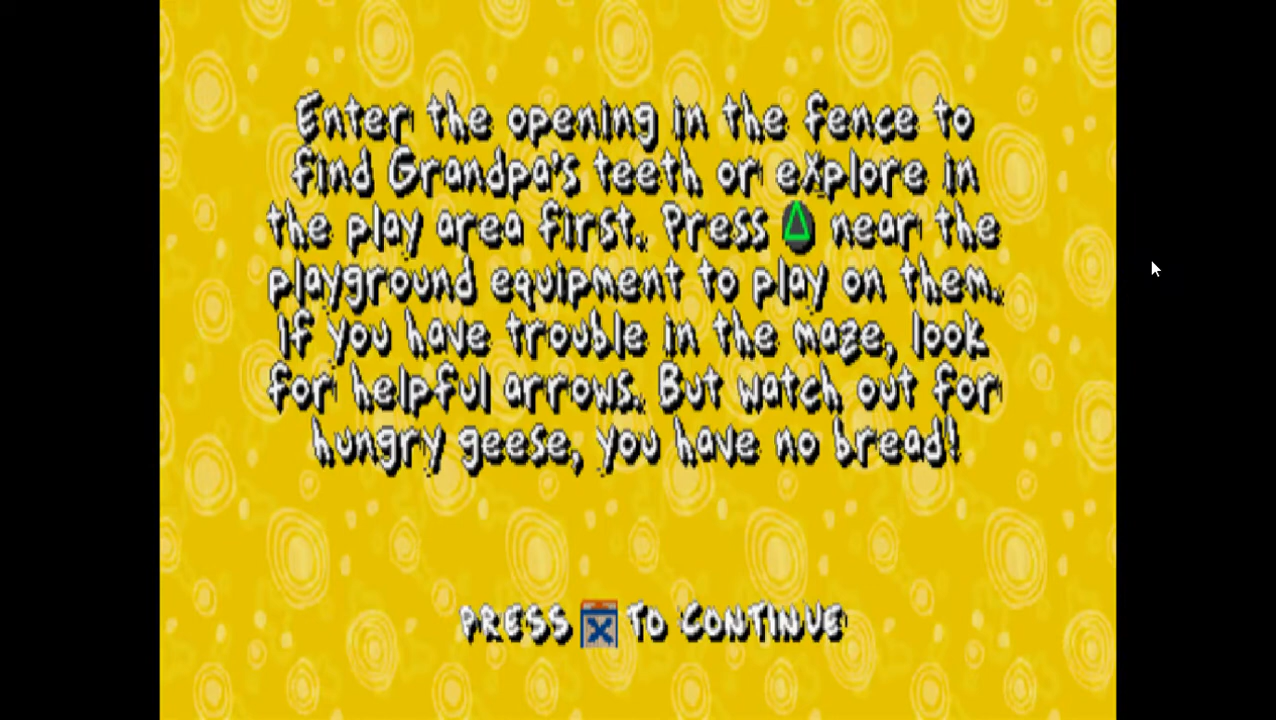 Enter the opening in the fence to
find Grandpa's teeth or explore in
the play area first. Press △ near the
playground equipment to play on them.
If you have trouble in the maze, look
for helpful arrows. But watch out for
hungry geese, you have no bread!
PRESS X TO CONTINUE